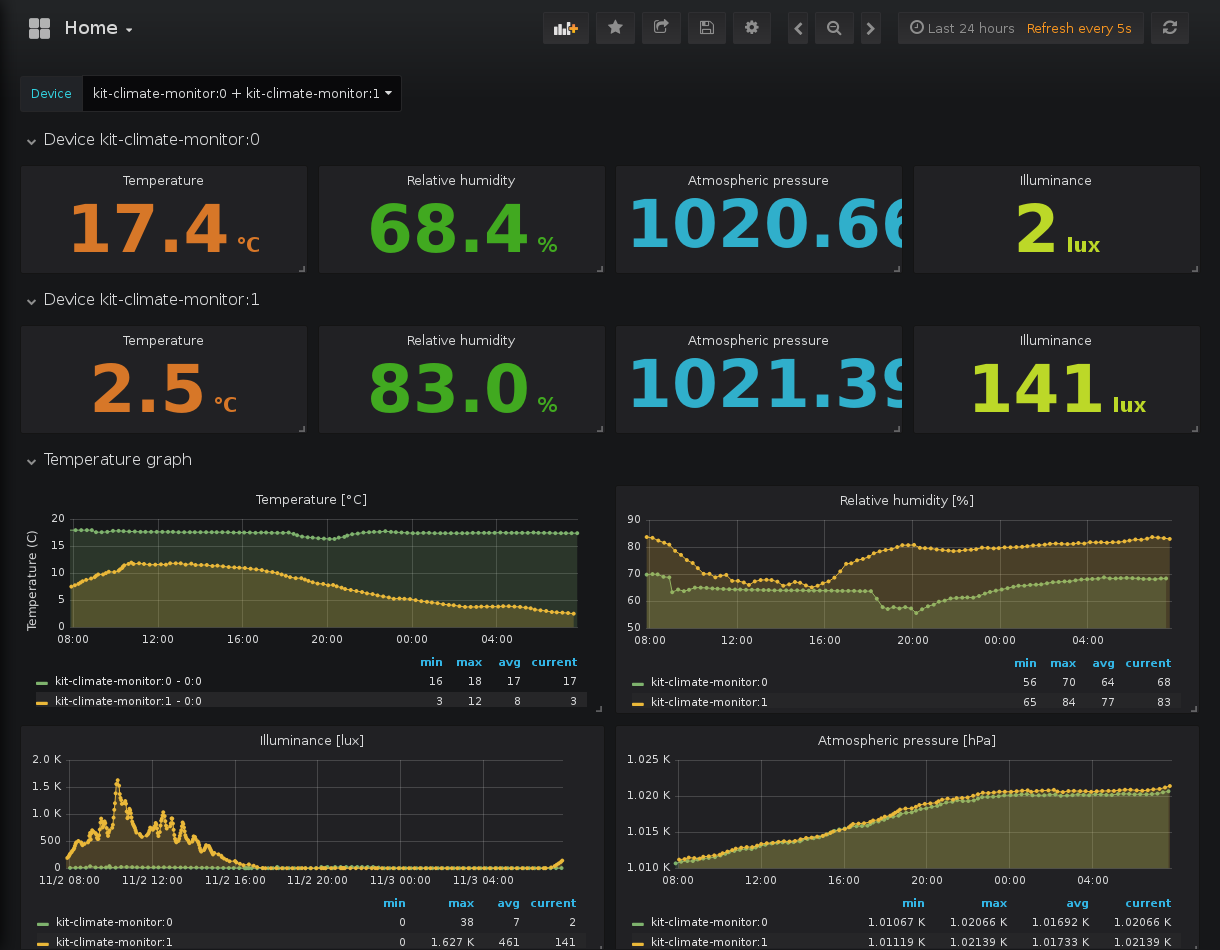 Home
Last 24 hours Refresh every 5s
Device kit-climate-monitor:0 + kit-climate-monitor:1
Device kit-climate-monitor:0
Temperature Relative humidity Atmospheric pressure Illuminance
17.4 °C 68.4 % 1020.66 2 lux
Device kit-climate-monitor:1
Temperature Relative humidity Atmospheric pressure Illuminance
2.5 °C 83.0 % 1021.39 141 lux
Temperature graph
Temperature [°C]
Temperature (C)
20
15
10
5
0
08:00 12:00 16:00 20:00 00:00 04:00
min max avg current
kit-climate-monitor:0 - 0:0 16 18 17 17
kit-climate-monitor:1 - 0:0 3 12 8 3
Relative humidity [%]
90
80
70
60
50
08:00 12:00 16:00 20:00 00:00 04:00
min max avg current
kit-climate-monitor:0 56 70 64 68
kit-climate-monitor:1 65 84 77 83
Illuminance [lux]
2.0 K
1.5 K
1.0 K
500
0
11/2 08:00 11/2 12:00 11/2 16:00 11/2 20:00 11/3 00:00 11/3 04:00
min max avg current
kit-climate-monitor:0 0 38 7 2
kit-climate-monitor:1 0 1.627 K 461 141
Atmospheric pressure [hPa]
1.025 K
1.020 K
1.015 K
1.010 K
08:00 12:00 16:00 20:00 00:00 04:00
min max avg current
kit-climate-monitor:0 1.01067 K 1.02066 K 1.01692 K 1.02066 K
kit-climate-monitor:1 1.01119 K 1.02139 K 1.01733 K 1.02139 K